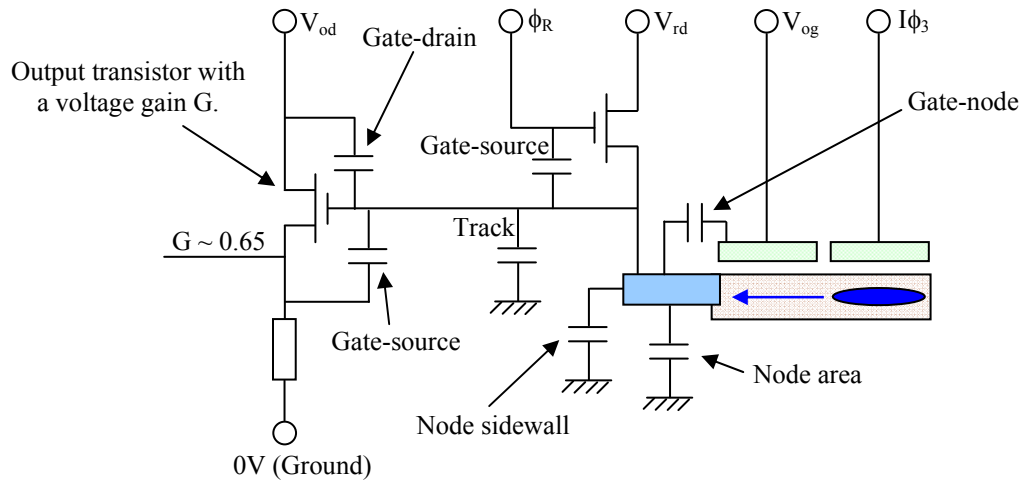 V_od
ϕ_R
V_rd
V_og
Iϕ_3
Gate-drain
Output transistor with
a voltage gain G.
Gate-node
Gate-source
Track
G ~ 0.65
Gate-source
Node area
Node sidewall
0V (Ground)